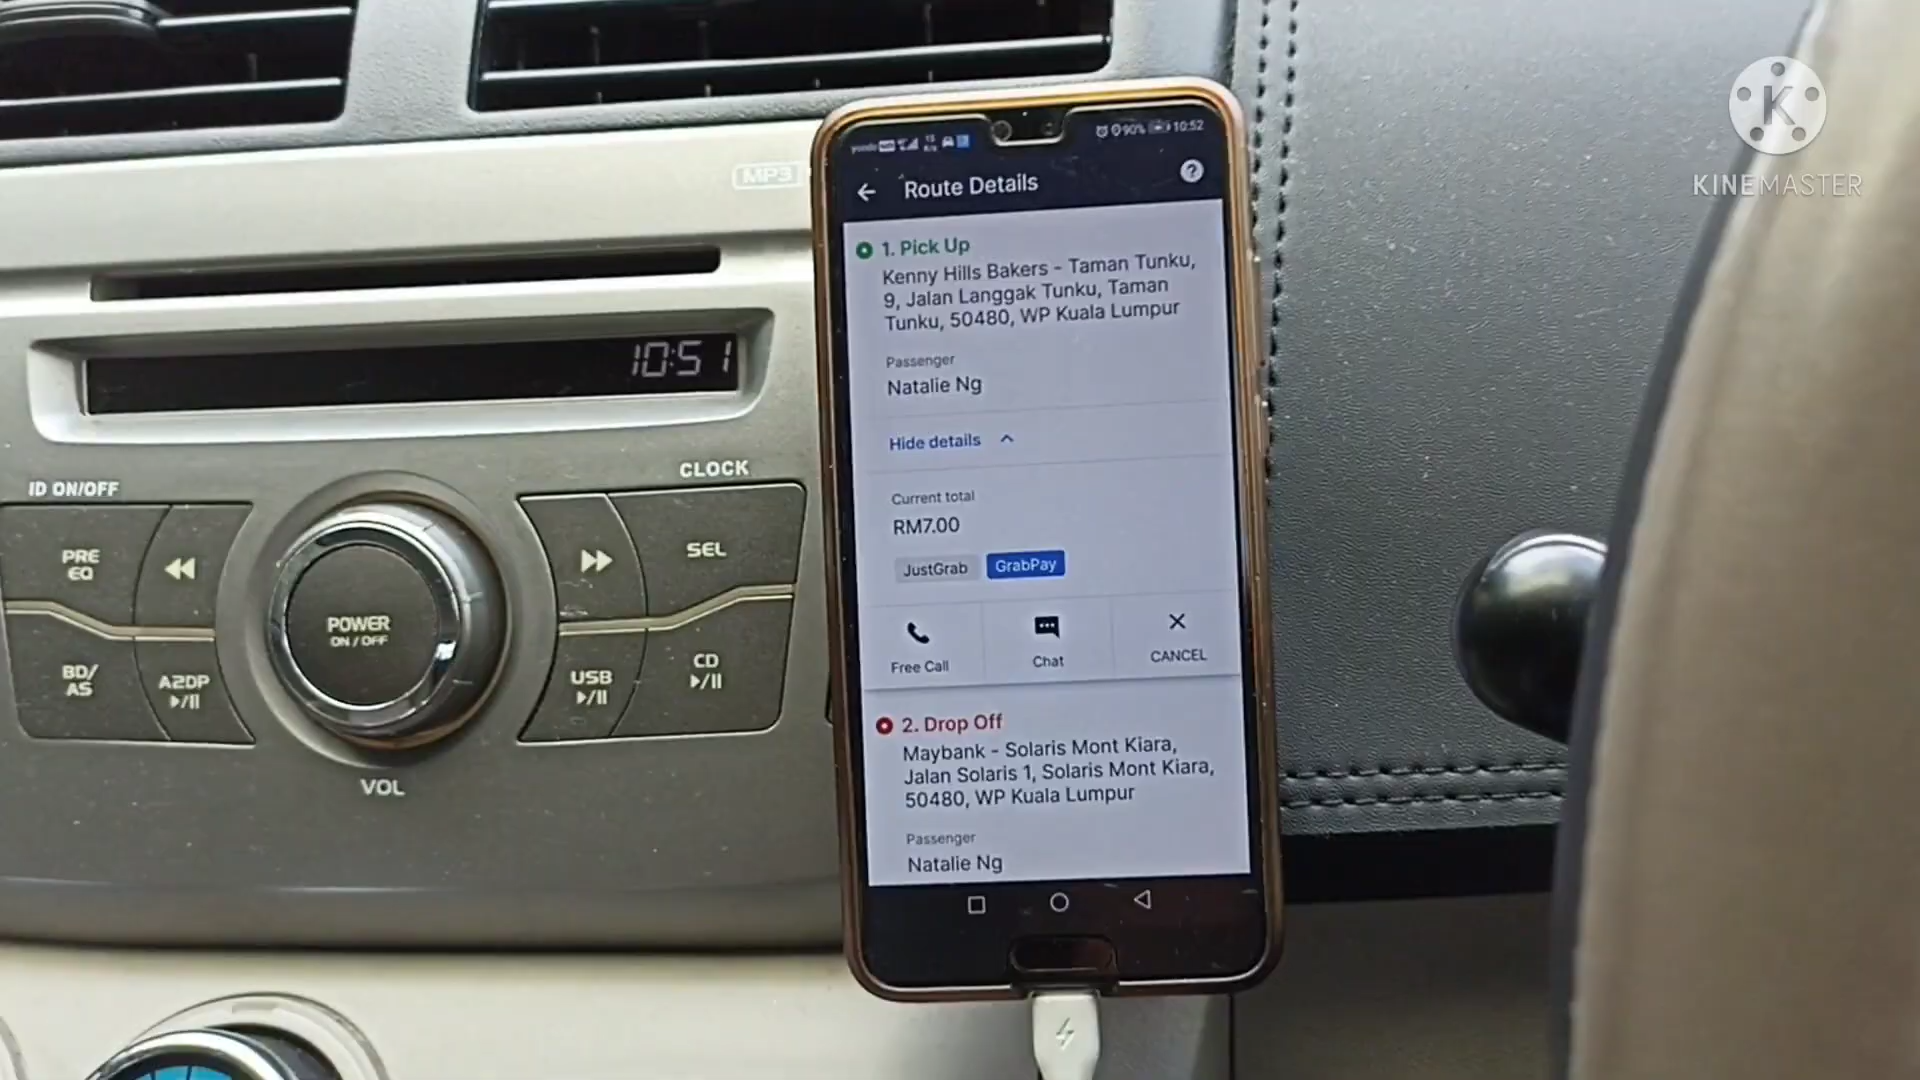 KINEMASTER
MP3
10:51
ID ON/OFF
CLOCK
PRE
EQ
SEL
POWER
ON / OFF
BD/
AS
A2DP
USB
CD
VOL
90%
10:52
Route Details
?
1. Pick Up
Kenny Hills Bakers - Taman Tunku,
9, Jalan Langgak Tunku, Taman
Tunku, 50480, WP Kuala Lumpur
Passenger
Natalie Ng
Hide details
Current total
RM7.00
JustGrab GrabPay
Free Call
Chat
CANCEL
2. Drop Off
Maybank - Solaris Mont Kiara,
Jalan Solaris 1, Solaris Mont Kiara,
50480, WP Kuala Lumpur
Passenger
Natalie Ng